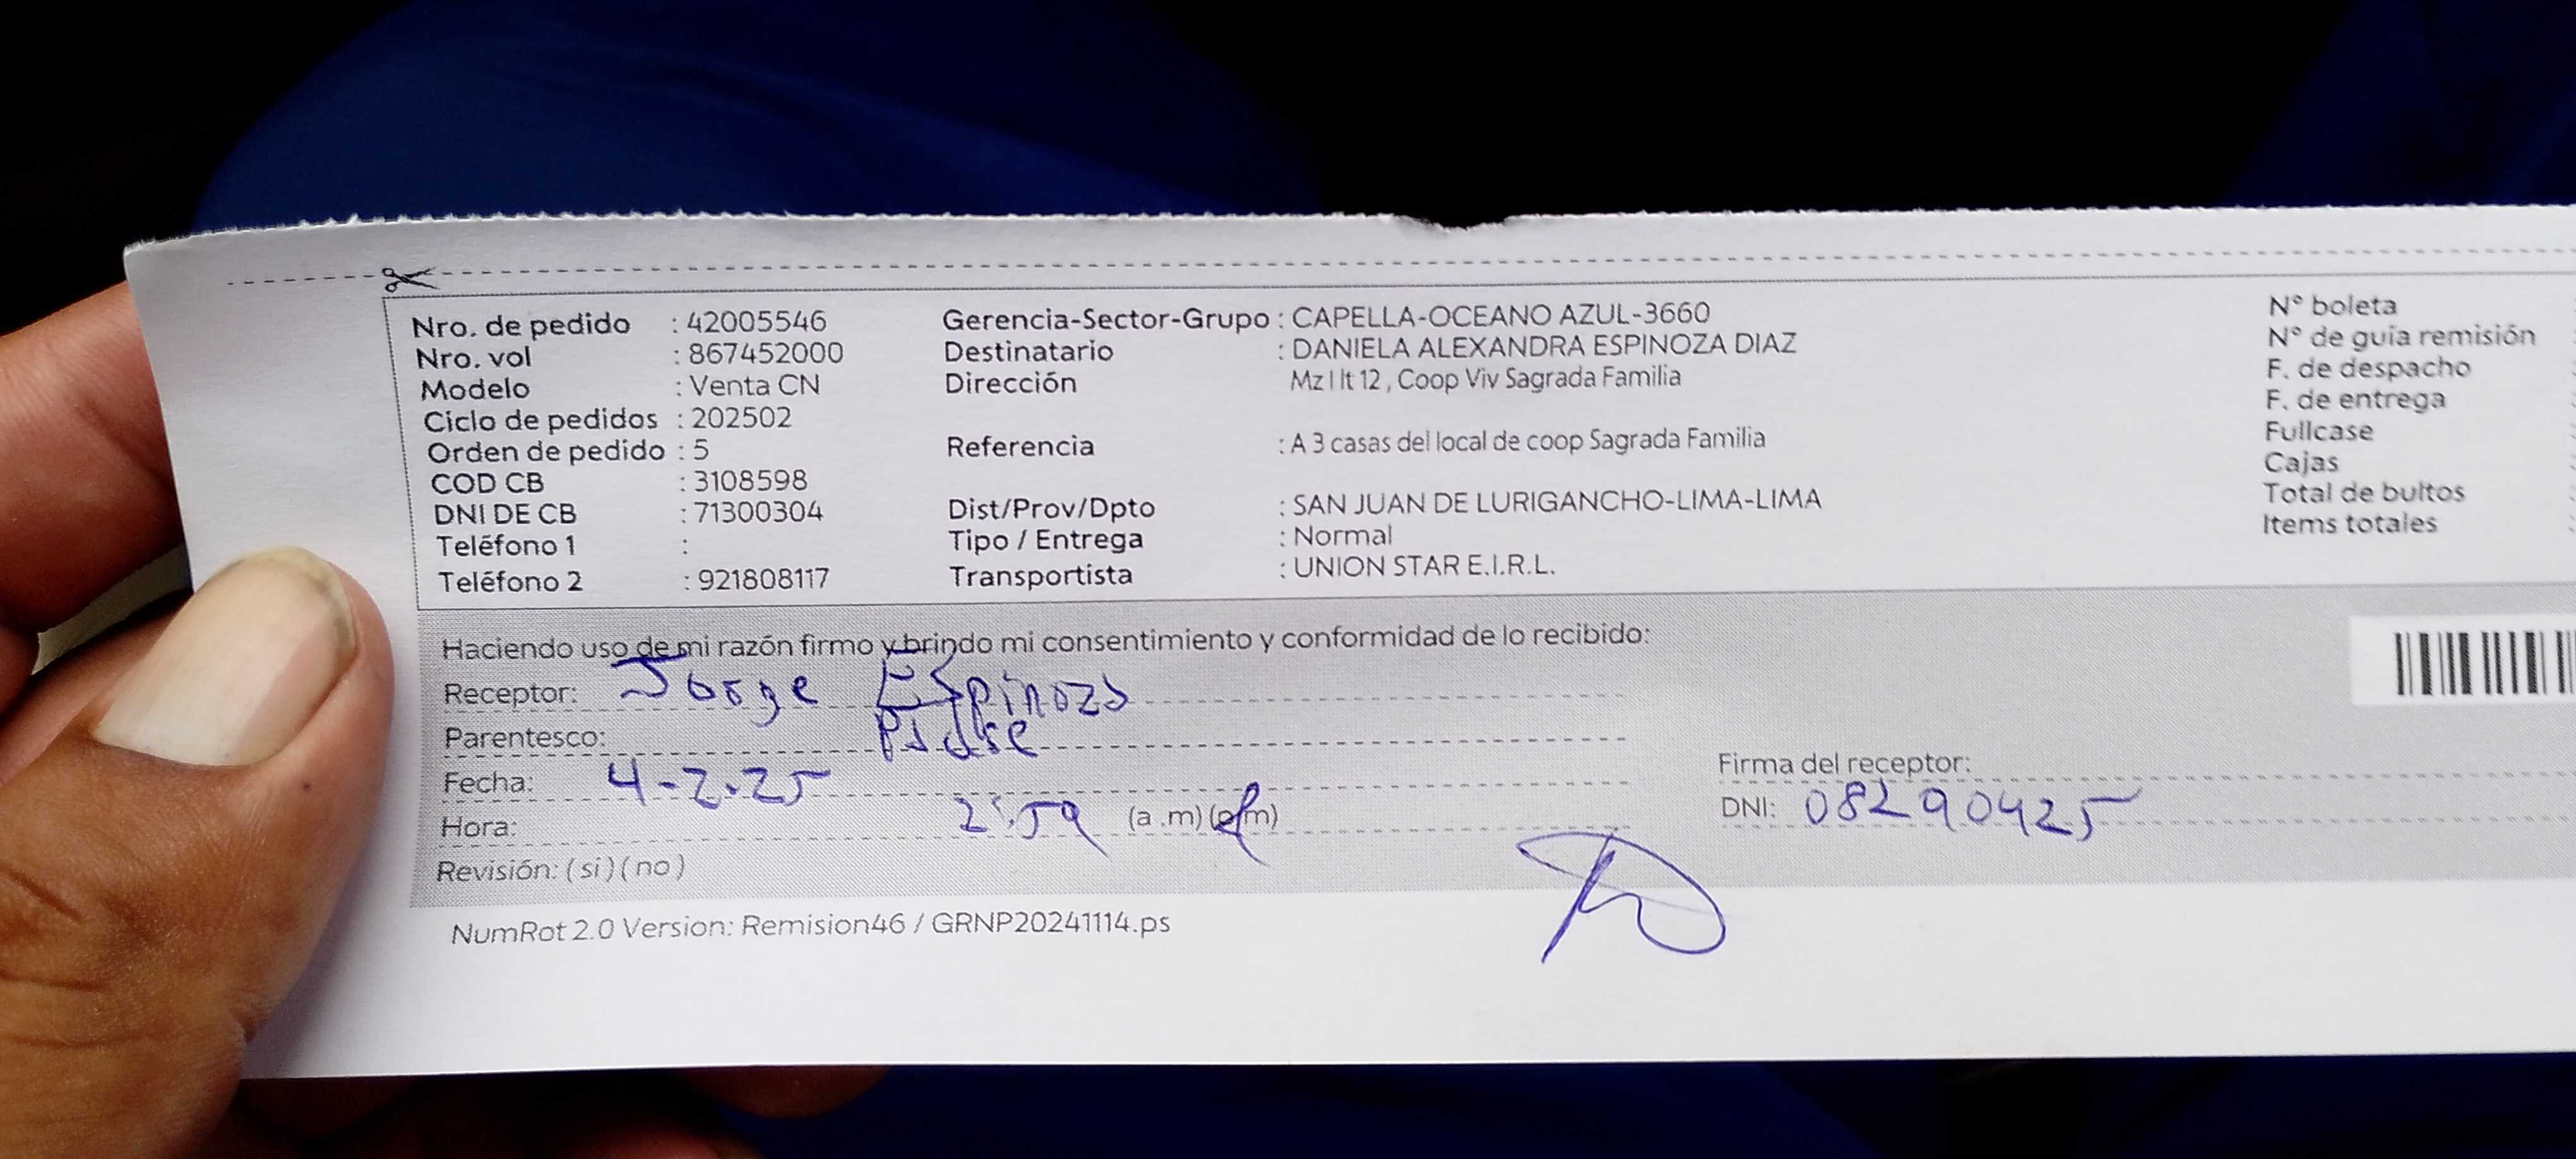 Nro. de pedido : 42005546
Nro. vol : 867452000
Modelo : Venta CN
Ciclo de pedidos : 202502
Orden de pedido : 5
COD CB : 3108598
DNI DE CB : 71300304
Teléfono 1 :
Teléfono 2 : 921808117
Gerencia-Sector-Grupo : CAPELLA-OCEANO AZUL-3660
Destinatario : DANIELA ALEXANDRA ESPINOZA DIAZ
Dirección Mz I lt 12 , Coop Viv Sagrada Familia
Referencia : A 3 casas del local de coop Sagrada Familia
Dist/Prov/Dpto : SAN JUAN DE LURIGANCHO-LIMA-LIMA
Tipo / Entrega : Normal
Transportista : UNION STAR E.I.R.L.
N° boleta
N° de guía remisión
F. de despacho
F. de entrega
Fullcase
Cajas
Total de bultos
Items totales
Haciendo uso de mi razón firmo y brindo mi consentimiento y conformidad de lo recibido:
Receptor: Jorge Espinoza
Parentesco: Padre
Fecha: 4-2-25
Hora: 2:59 (a .m) (p.m)
Revisión: ( si ) ( no )
Firma del receptor:
DNI: 08290425
NumRot 2.0 Version: Remision46 / GRNP20241114.ps